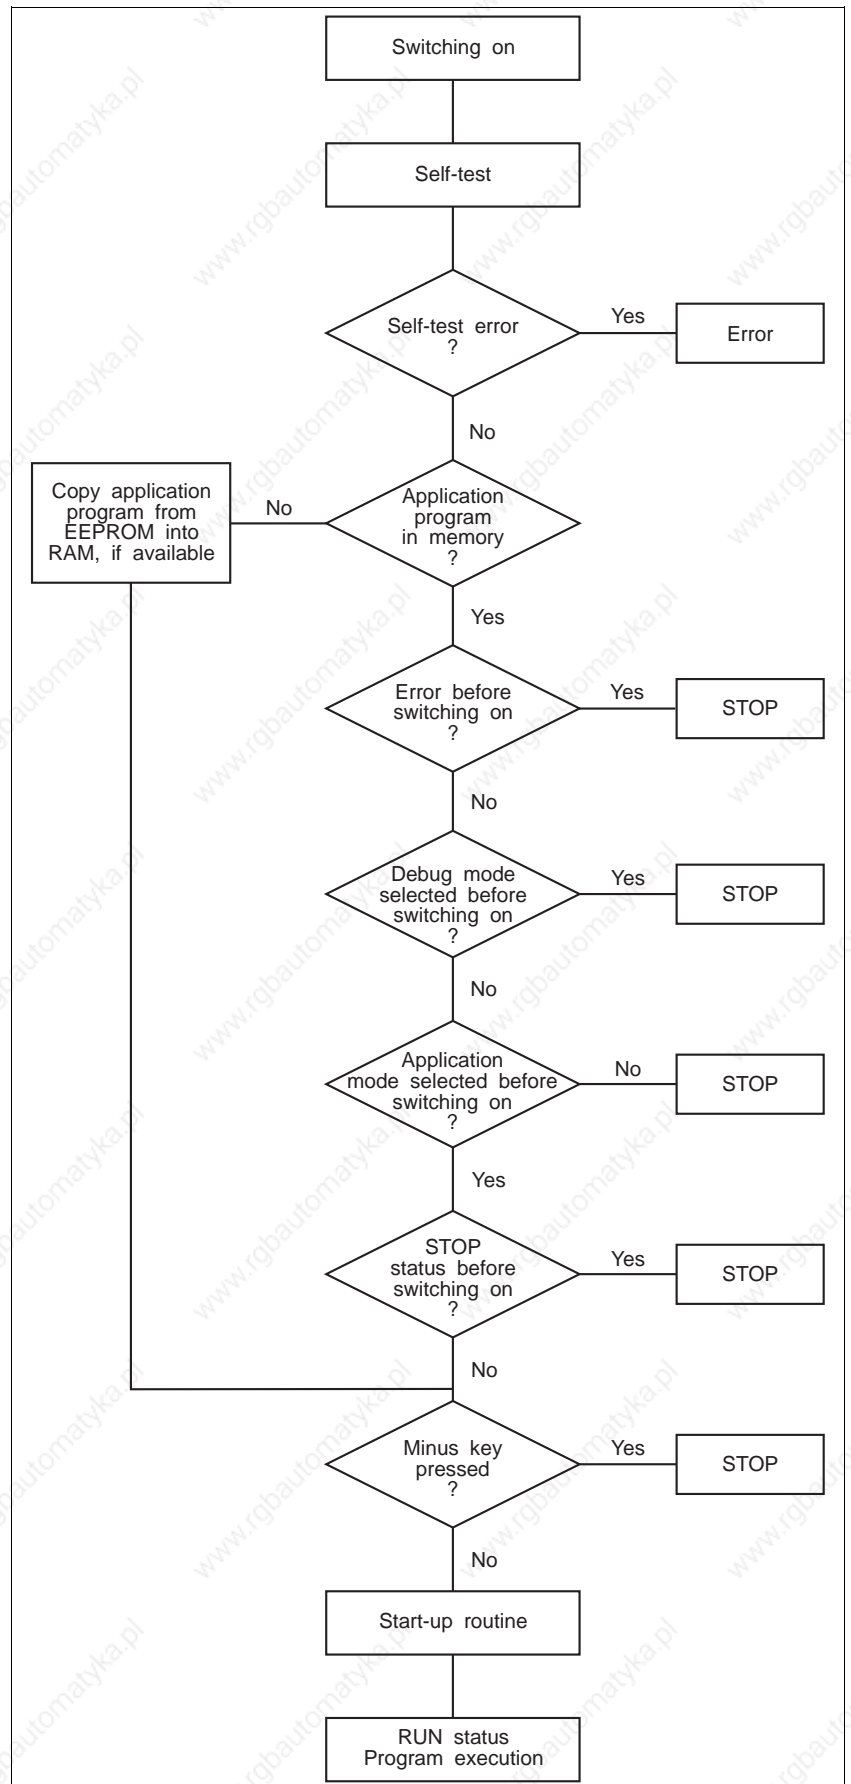 Switching on
Self-test
Self-test error
?
Yes
Error
No
Copy application
program from
EEPROM into
RAM, if available
No
Application
program
in memory
?
Yes
Error before
switching on
?
Yes
STOP
No
Debug mode
selected before
switching on
?
Yes
STOP
No
Application
mode selected before
switching on
?
No
STOP
Yes
STOP
status before
switching on
?
Yes
STOP
No
Minus key
pressed
?
Yes
STOP
No
Start-up routine
RUN status
Program execution
www.rgbautomatyka.pl